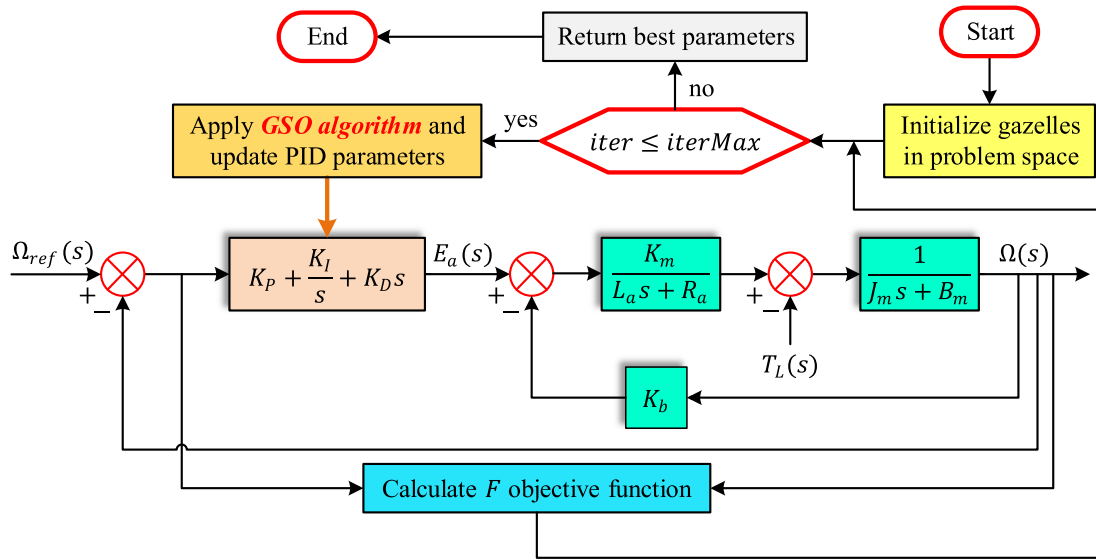 End
Return best parameters
Start
no
yes
Apply GSO algorithm and
update PID parameters
iter ≤ iterMax
Initialize gazelles
in problem space
Ω_ref(s)
+
−
K_P + K_I/s + K_D s
E_a(s)
+
−
K_m/(L_a s + R_a)
+
−
T_L(s)
1/(J_m s + B_m)
Ω(s)
K_b
Calculate F objective function